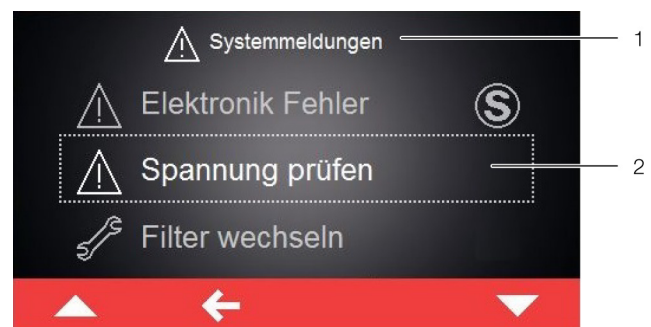 Systemmeldungen
1
Elektronik Fehler S
Spannung prüfen
2
Filter wechseln